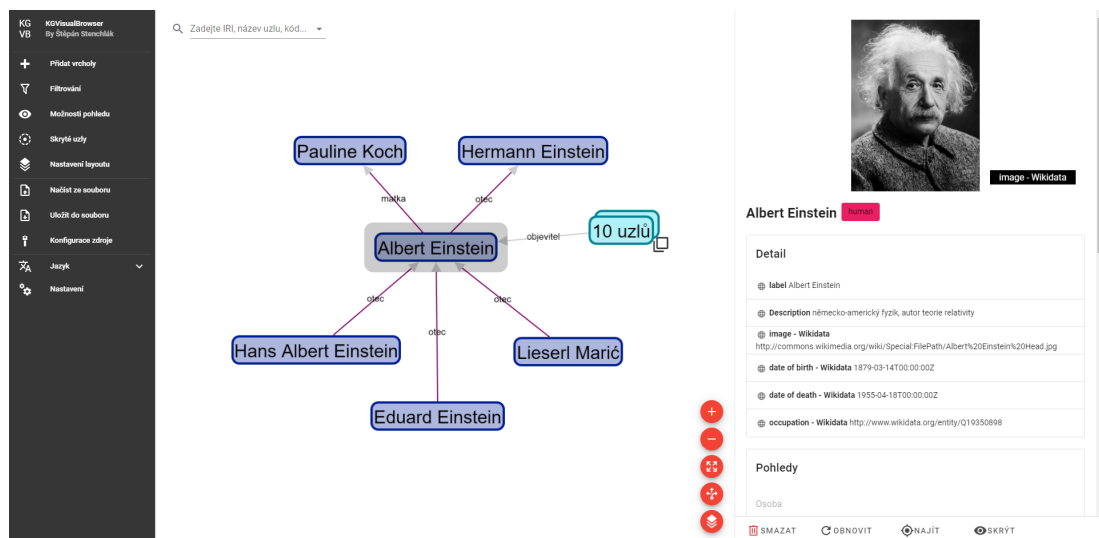 KG
VB
KGVisualBrowser
By Štěpán Stenchlák
Přidat vrcholy
Filtrování
Možnosti pohledu
Skryté uzly
Nastavení layoutu
Načíst ze souboru
Uložit do souboru
Konfigurace zdroje
Jazyk
Nastavení
Zadejte IRI, název uzlu, kód...
Pauline Koch
Hermann Einstein
matka
otec
10 uzlů
objevitel
Albert Einstein
otec
otec
otec
Hans Albert Einstein
Lieserl Marić
Eduard Einstein
image - Wikidata
Albert Einstein human
Detail
label Albert Einstein
Description německo-americký fyzik, autor teorie relativity
image - Wikidata
http://commons.wikimedia.org/wiki/Special:FilePath/Albert%20Einstein%20Head.jpg
date of birth - Wikidata 1879-03-14T00:00:00Z
date of death - Wikidata 1955-04-18T00:00:00Z
occupation - Wikidata http://www.wikidata.org/entity/Q19350898
Pohledy
Osoba
SMAZAT OBNOVIT NAJÍT SKRÝT